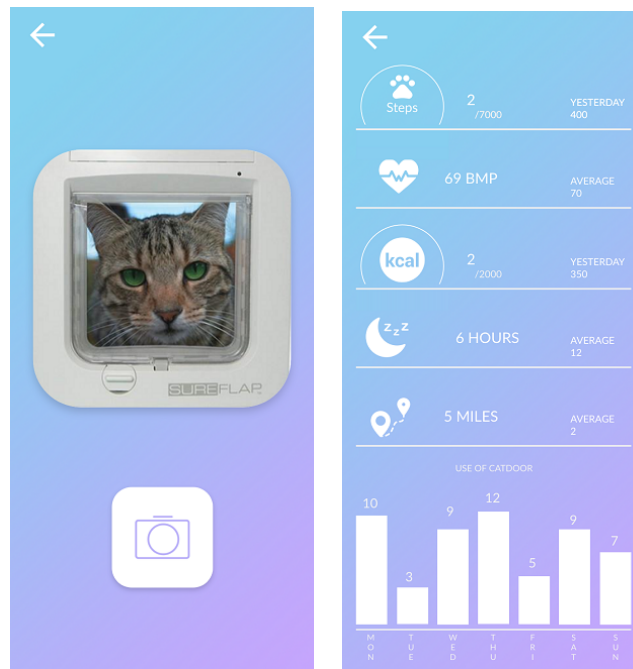 SUREFLAP
Steps
2
/7000
YESTERDAY
400
69 BMP
AVERAGE
70
kcal
2
/2000
YESTERDAY
350
zzz
6 HOURS
AVERAGE
12
5 MILES
AVERAGE
2
USE OF CATDOOR
10
3
9
12
5
9
7
MON
TUE
WED
THU
FRI
SAT
SUN